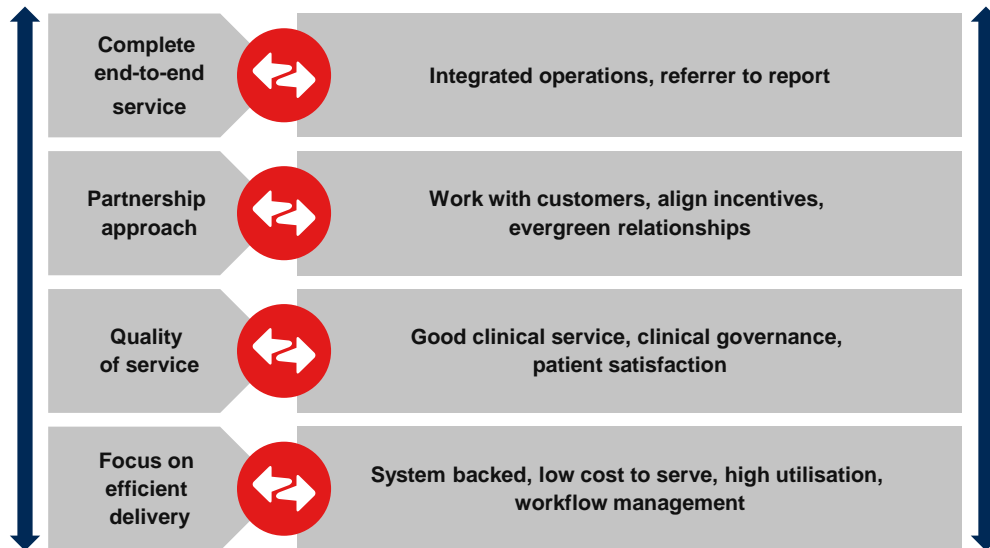 Complete
end-to-end
service
Integrated operations, referrer to report
Partnership
approach
Work with customers, align incentives,
evergreen relationships
Quality
of service
Good clinical service, clinical governance,
patient satisfaction
Focus on
efficient
delivery
System backed, low cost to serve, high utilisation,
workflow management